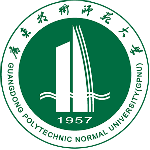 廣東技術師範大學
GUANGDONG POLYTECHNIC NORMAL UNIVERSITY(GPNU)
1957